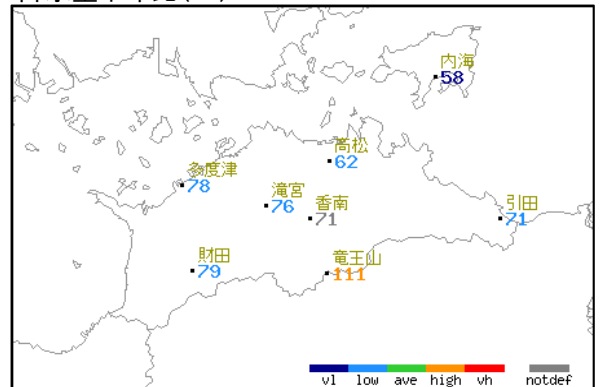 内海
58
高松
62
多度津
78
滝宮
76
香南
71
引田
71
財田
79
竜王山
111
vl low ave high vh notdef